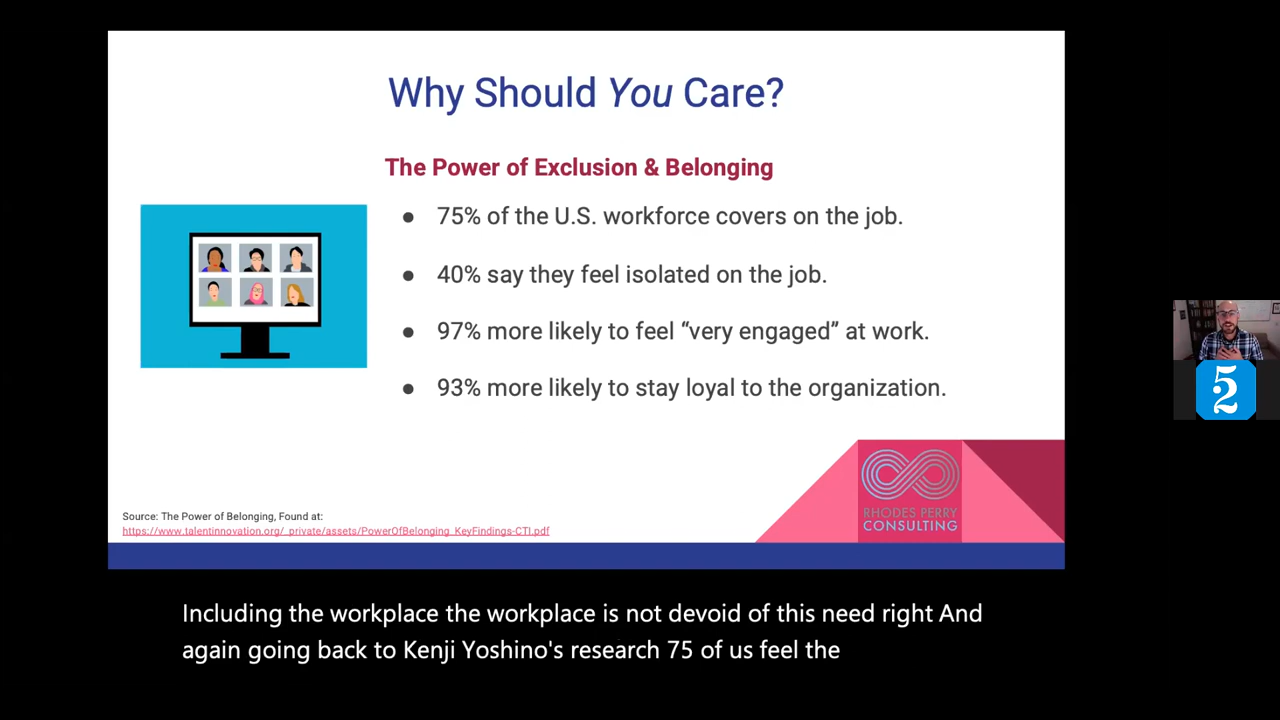 Why Should You Care?
The Power of Exclusion & Belonging
● 75% of the U.S. workforce covers on the job.
● 40% say they feel isolated on the job.
● 97% more likely to feel “very engaged” at work.
● 93% more likely to stay loyal to the organization.
Source: The Power of Belonging, Found at:
https://www.talentinnovation.org/_private/assets/PowerOfBelonging_KeyFindings-CTI.pdf
RHODES PERRY
CONSULTING
5
2
Including the workplace the workplace is not devoid of this need right And
again going back to Kenji Yoshino's research 75 of us feel the